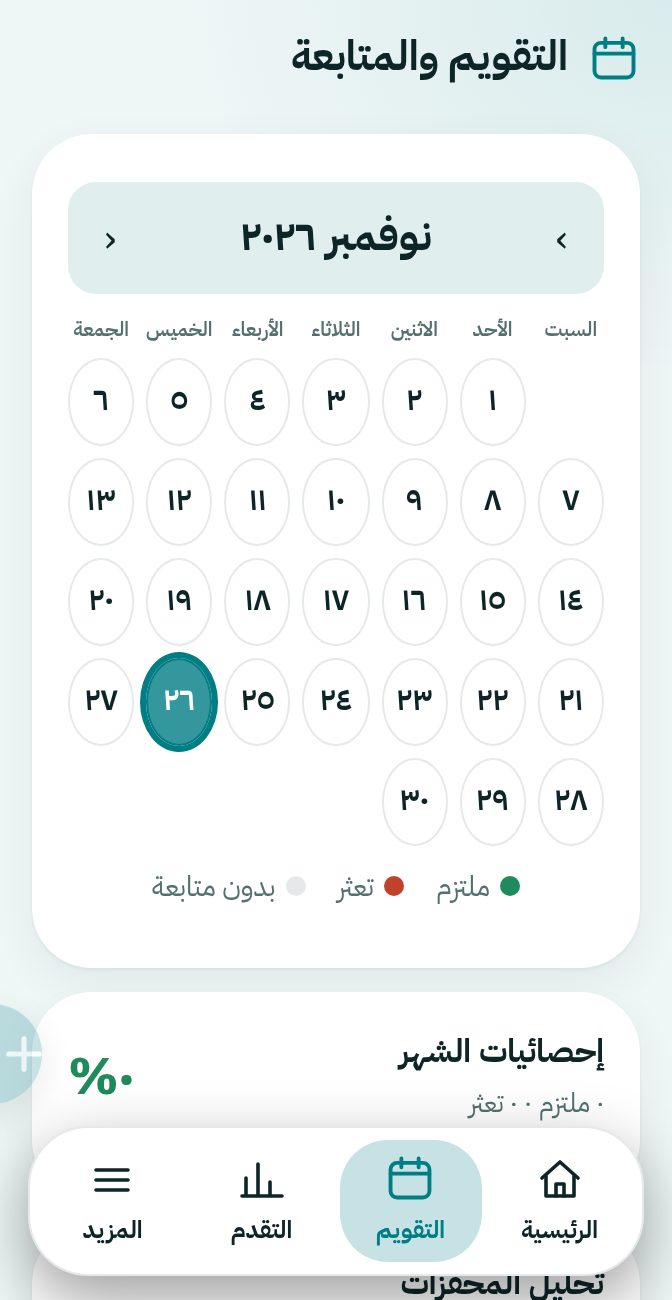 التقويم والمتابعة
‹ نوفمبر ٢٠٢٦ ›
السبت الأحد الاثنين الثلاثاء الأربعاء الخميس الجمعة
١ ٢ ٣ ٤ ٥ ٦
٧ ٨ ٩ ١٠ ١١ ١٢ ١٣
١٤ ١٥ ١٦ ١٧ ١٨ ١٩ ٢٠
٢١ ٢٢ ٢٣ ٢٤ ٢٥ ٢٦ ٢٧
٢٨ ٢٩ ٣٠
ملتزم تعثر بدون متابعة
إحصائيات الشهر
٠ ملتزم · ٠ تعثر
٠%
الرئيسية التقويم التقدم المزيد
تحليل المحفزات